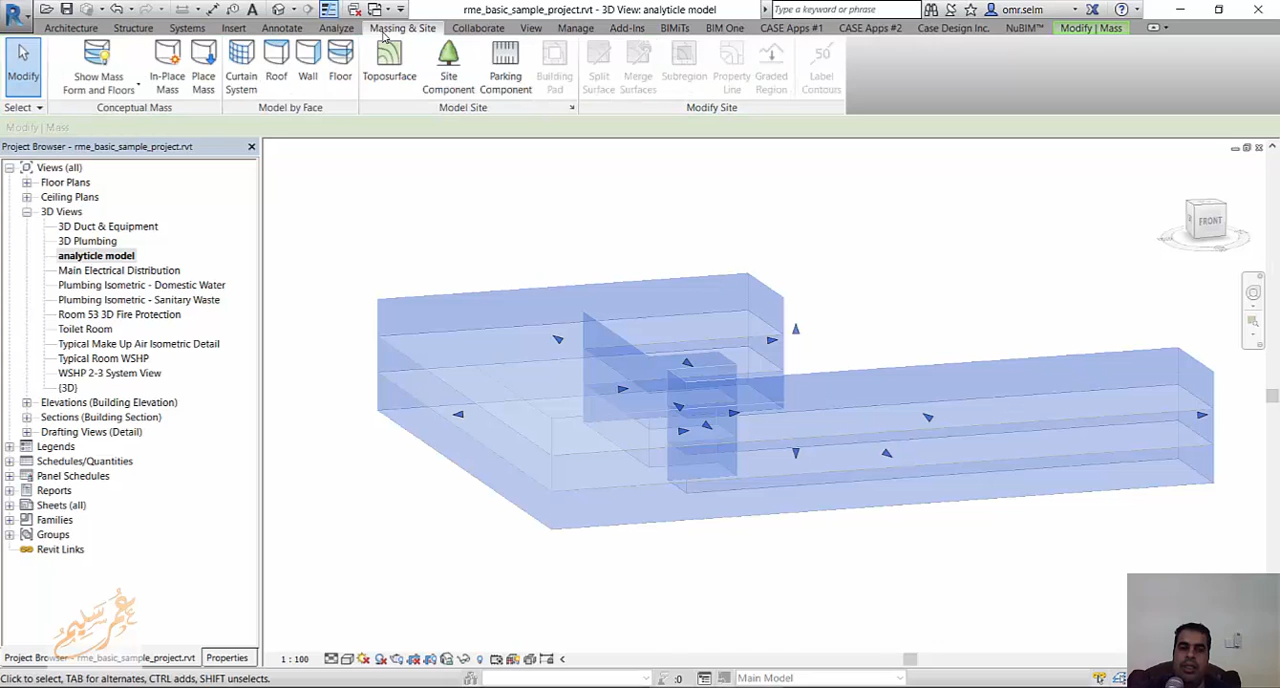 rme_basic_sample_project.rvt - 3D View: analyticle model
Type a keyword or phrase
omr.selm
Architecture Structure Systems Insert Annotate Analyze Massing & Site Collaborate View Manage Add-Ins BIMiTs BIM One CASE Apps #1 CASE Apps #2 Case Design Inc. NuBIM™ Modify | Mass
Modify
Show Mass Form and Floors
In-Place Mass
Place Mass
Curtain System
Roof
Wall
Floor
Toposurface
Site Component
Parking Component
Building Pad
Split Surface
Merge Surfaces
Subregion
Property Line
Graded Region
50
Label Contours
Select Conceptual Mass Model by Face Model Site Modify Site
Modify | Mass
Project Browser - rme_basic_sample_project.rvt
Views (all)
Floor Plans
Ceiling Plans
3D Views
3D Duct & Equipment
3D Plumbing
analyticle model
Main Electrical Distribution
Plumbing Isometric - Domestic Water
Plumbing Isometric - Sanitary Waste
Room 53 3D Fire Protection
Toilet Room
Typical Make Up Air Isometric Detail
Typical Room WSHP
WSHP 2-3 System View
{3D}
Elevations (Building Elevation)
Sections (Building Section)
Drafting Views (Detail)
Legends
Schedules/Quantities
Panel Schedules
Reports
Sheets (all)
Families
Groups
Revit Links
FRONT
عمر سليم
Project Browser - rme_basic_sample_project.rvt Properties
1 : 100
Click to select, TAB for alternates, CTRL adds, SHIFT unselects.
:0
Main Model